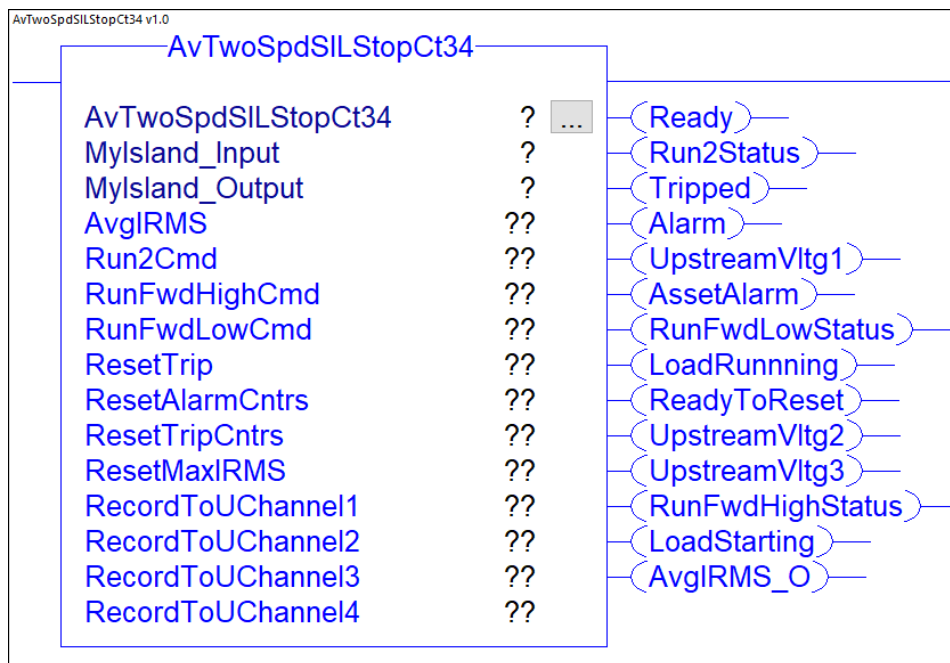 AvTwoSpdSILStopCt34 v1.0
AvTwoSpdSILStopCt34
AvTwoSpdSILStopCt34 ? ... Ready
MyIsland_Input ? Run2Status
MyIsland_Output ? Tripped
AvgIRMS ?? Alarm
Run2Cmd ?? UpstreamVltg1
RunFwdHighCmd ?? AssetAlarm
RunFwdLowCmd ?? RunFwdLowStatus
ResetTrip ?? LoadRunnning
ResetAlarmCntrs ?? ReadyToReset
ResetTripCntrs ?? UpstreamVltg2
ResetMaxIRMS ?? UpstreamVltg3
RecordToUChannel1 ?? RunFwdHighStatus
RecordToUChannel2 ?? LoadStarting
RecordToUChannel3 ?? AvgIRMS_O
RecordToUChannel4 ??